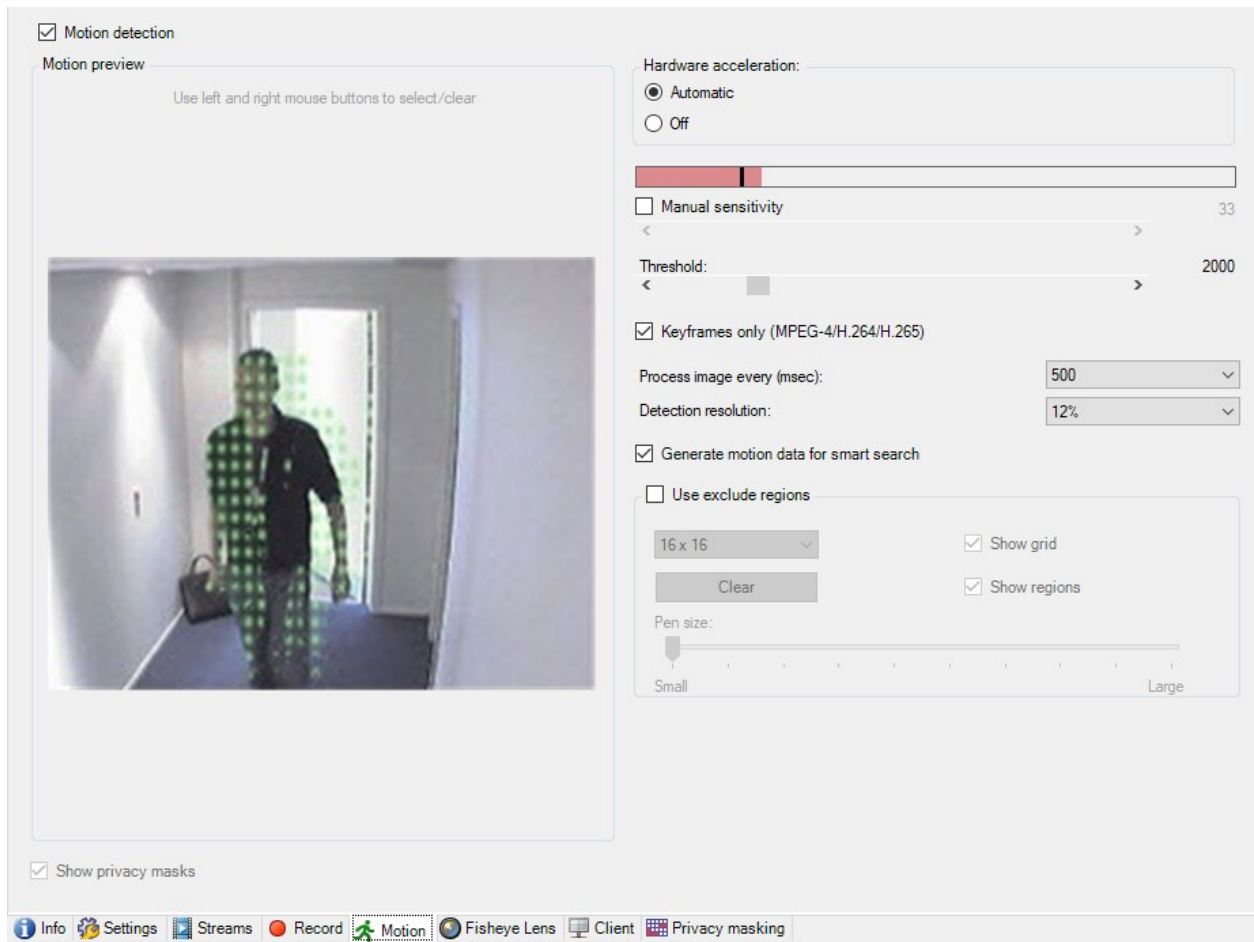 Motion detection
Motion preview
Use left and right mouse buttons to select/clear
Hardware acceleration:
Automatic
Off
Manual sensitivity 33
Threshold: 2000
Keyframes only (MPEG-4/H.264/H.265)
Process image every (msec): 500
Detection resolution: 12%
Generate motion data for smart search
Use exclude regions
16 x 16 Show grid
Clear Show regions
Pen size:
Small Large
Show privacy masks
Info Settings Streams Record Motion Fisheye Lens Client Privacy masking